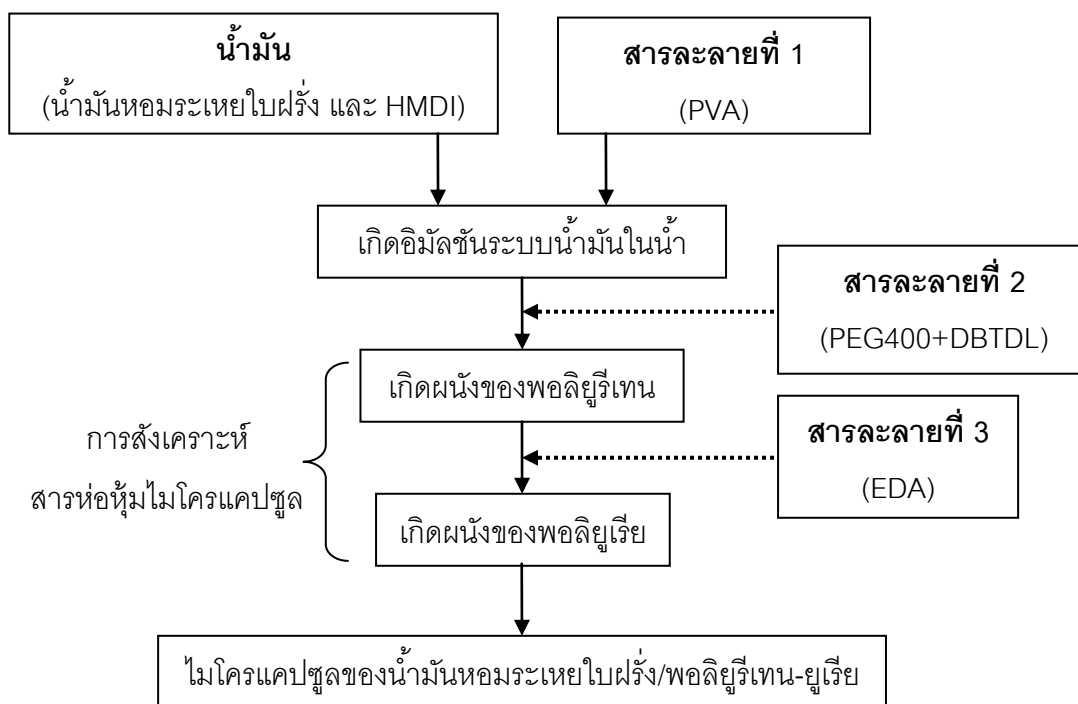 น้ำมัน
(น้ำมันหอมระเหยใบฝรั่ง และ HMDI)
สารละลายที่ 1
(PVA)
เกิดอิมัลชันระบบน้ำมันในน้ำ
สารละลายที่ 2
(PEG400+DBTDL)
เกิดผนังของพอลิยูรีเทน
สารละลายที่ 3
(EDA)
การสังเคราะห์
สารห่อหุ้มไมโครแคปซูล
เกิดผนังของพอลิยูเรีย
ไมโครแคปซูลของน้ำมันหอมระเหยใบฝรั่ง/พอลิยูรีเทน-ยูเรีย